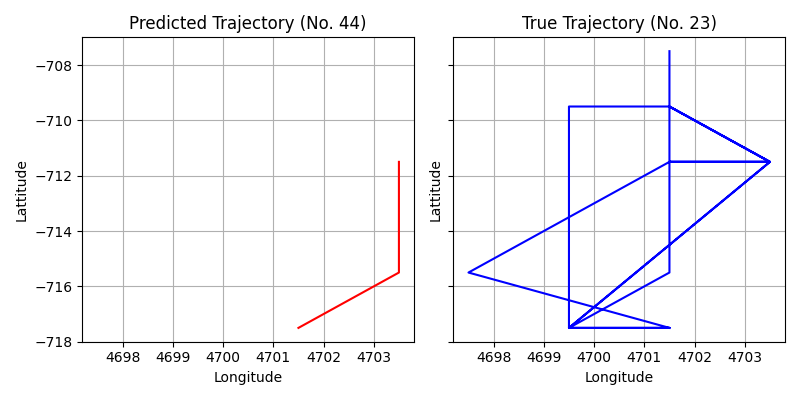 Predicted Trajectory (No. 44)
True Trajectory (No. 23)
−708
−710
−712
−714
−716
−718
Lattitude
Lattitude
4698 4699 4700 4701 4702 4703
4698 4699 4700 4701 4702 4703
Longitude
Longitude